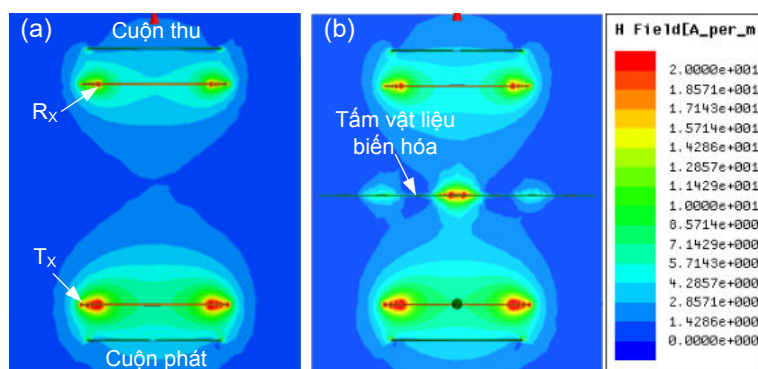 (a)
Cuộn thu
R_X
T_X
Cuộn phát
(b)
Tấm vật liệu
biến hóa
H Field[A_per_m
2.0000e+001
1.8571e+001
1.7143e+001
1.5714e+001
1.4286e+001
1.2857e+001
1.1429e+001
1.0000e+001
8.5714e+000
7.1429e+000
5.7143e+000
4.2857e+000
2.8571e+000
1.4286e+000
0.0000e+000